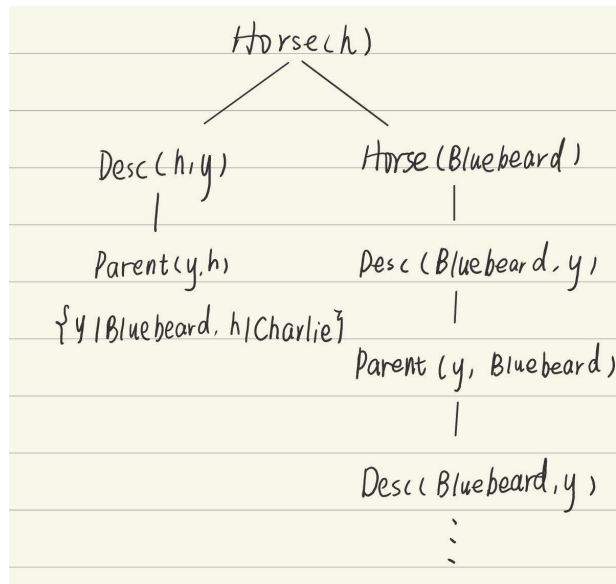 Horse(h)
Desc(h,y) Horse(Bluebeard)
Parent(y,h) Desc(Bluebeard,y)
{y|Bluebeard, h|Charlie}
Parent(y, Bluebeard)
Desc(Bluebeard,y)